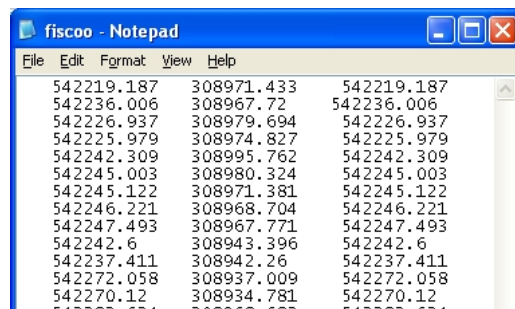 fiscoo - Notepad
File Edit Format View Help
542219.187 308971.433 542219.187
542236.006 308967.72 542236.006
542226.937 308979.694 542226.937
542225.979 308974.827 542225.979
542242.309 308995.762 542242.309
542245.003 308980.324 542245.003
542245.122 308971.381 542245.122
542246.221 308968.704 542246.221
542247.493 308967.771 542247.493
542242.6 308943.396 542242.6
542237.411 308942.26 542237.411
542272.058 308937.009 542272.058
542270.12 308934.781 542270.12